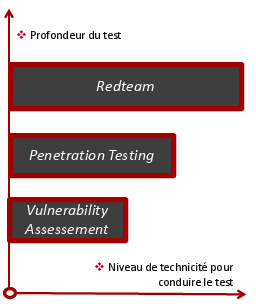 ❖ Profondeur du test
Redteam
Penetration Testing
Vulnerability
Assessement
❖ Niveau de technicité pour
conduire le test